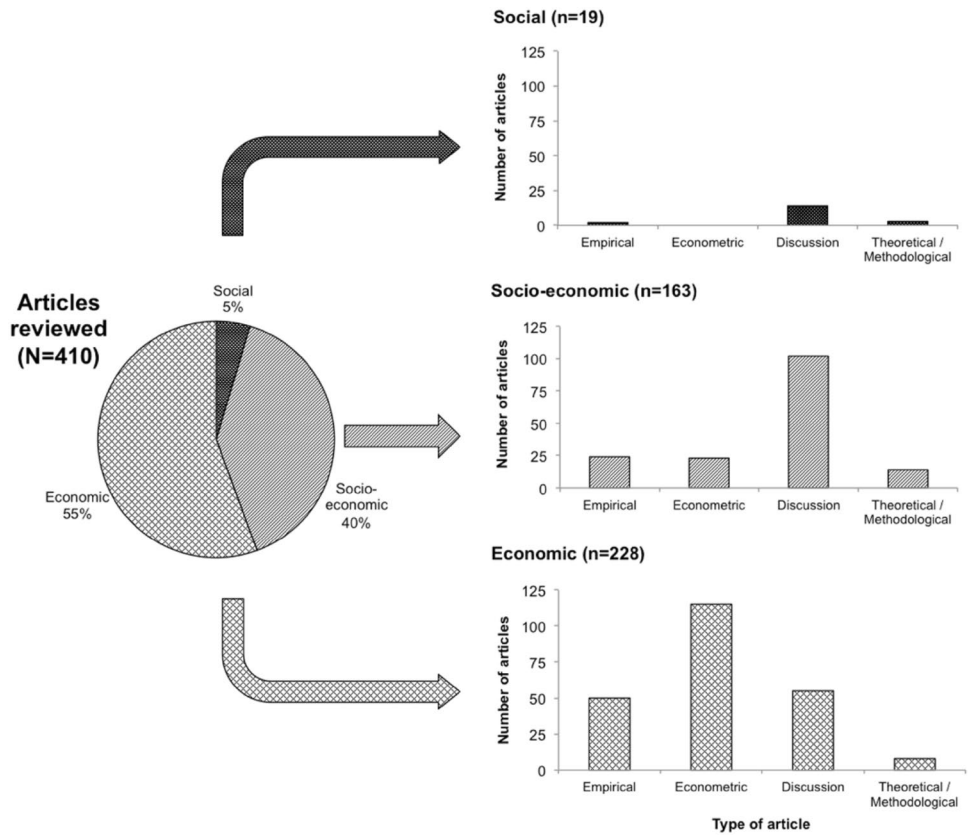 Articles
reviewed
(N=410)
Social
5%
Socio-
economic
40%
Economic
55%
Social (n=19)
Number of articles
125
100
75
50
25
0
Empirical
Econometric
Discussion
Theoretical /
Methodological
Socio-economic (n=163)
Number of articles
125
100
75
50
25
0
Empirical
Econometric
Discussion
Theoretical /
Methodological
Economic (n=228)
Number of articles
125
100
75
50
25
0
Empirical
Econometric
Discussion
Theoretical /
Methodological
Type of article